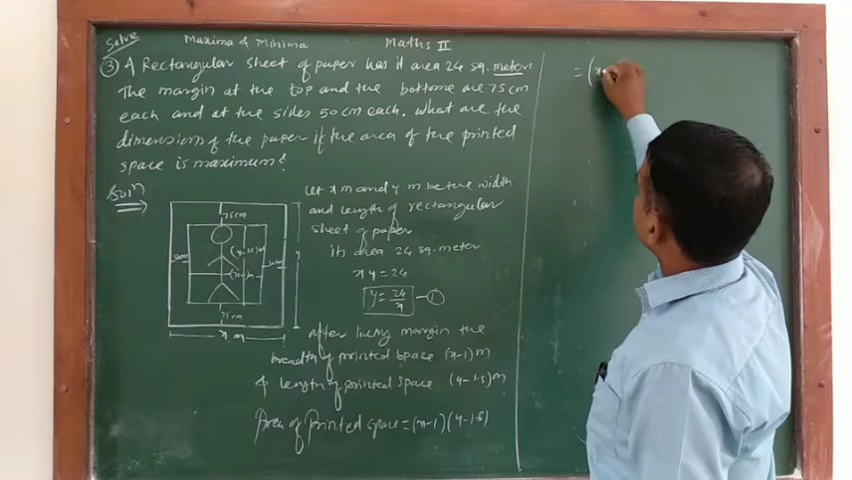 Solve
Maxima & Minima Maths II
③ A Rectangular sheet of paper has it area 24 sq. meters
The margin at the top and the bottome are 75 cm
each and at the sides 50 cm each. What are the
dimensions of the paper if the area of the printed
space is maximum?
Solⁿ
Let x m and y m be the width
and length of rectangular
sheet of paper
its area 24 sq. meter
xy = 24
y = 24/x —①
after living margin the
breadth of printed space (x-1) m
& length of printed space (y-1.5) m
Area of Printed space = (x-1)(y-1.5)
75cm
50cm
(y-1.5)m
(x-1)m
50cm
y
75cm
x m
= (x